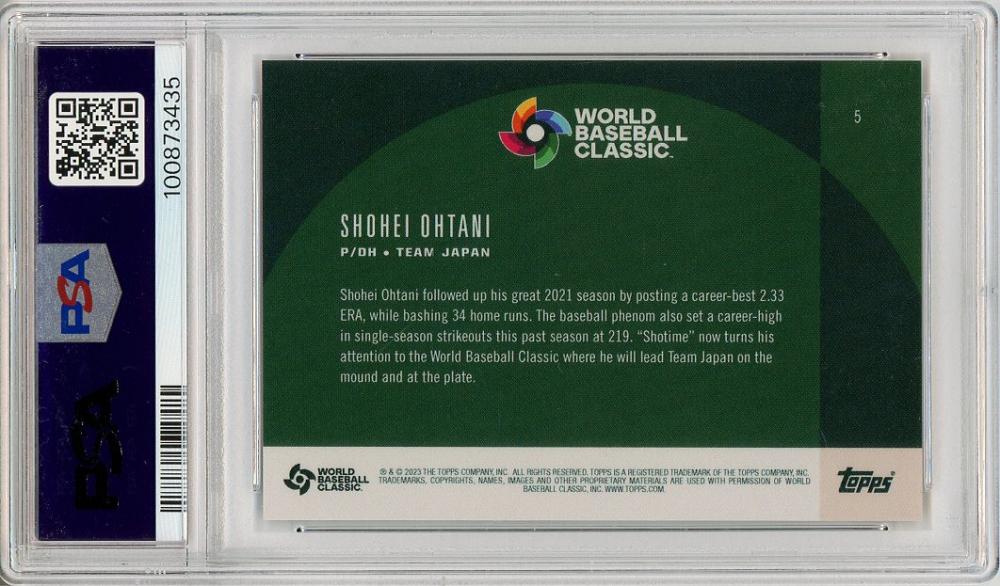 PSA
PSA
100873435
WORLD
BASEBALL
CLASSIC™
5
SHOHEI OHTANI
P/DH • TEAM JAPAN
Shohei Ohtani followed up his great 2021 season by posting a career-best 2.33
ERA, while bashing 34 home runs. The baseball phenom also set a career-high
in single-season strikeouts this past season at 219. “Shotime” now turns his
attention to the World Baseball Classic where he will lead Team Japan on the
mound and at the plate.
WORLD
BASEBALL
CLASSIC™
® & © 2023 THE TOPPS COMPANY, INC. ALL RIGHTS RESERVED. TOPPS IS A REGISTERED TRADEMARK OF THE TOPPS COMPANY, INC.
TRADEMARKS, COPYRIGHTS, NAMES, IMAGES AND OTHER PROPRIETARY MATERIALS ARE USED WITH PERMISSION OF WORLD
BASEBALL CLASSIC, INC. WWW.TOPPS.COM.
Topps®